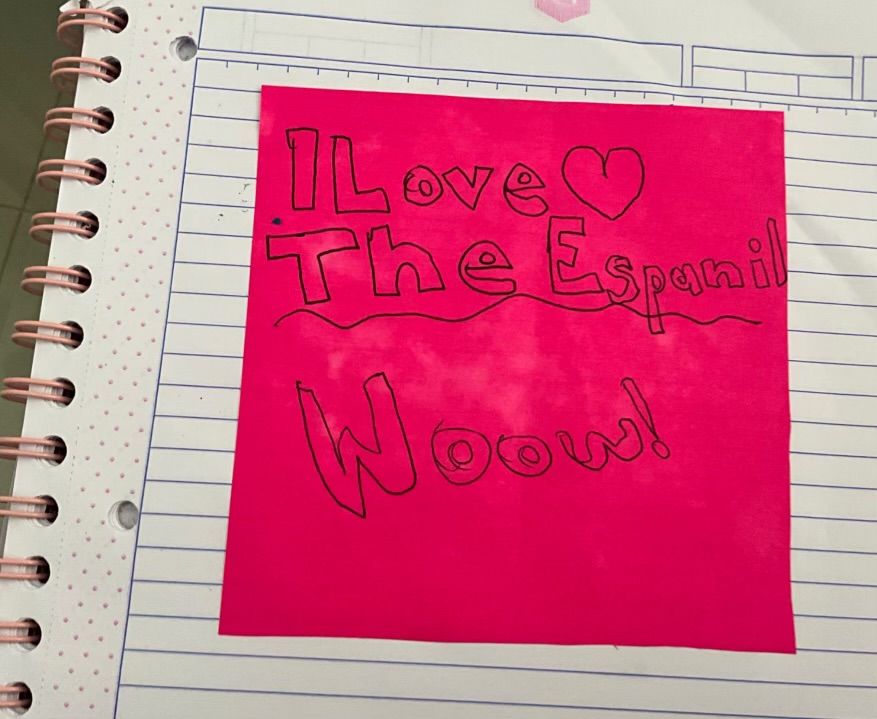 I Love ♡
The Espanil
Woow!